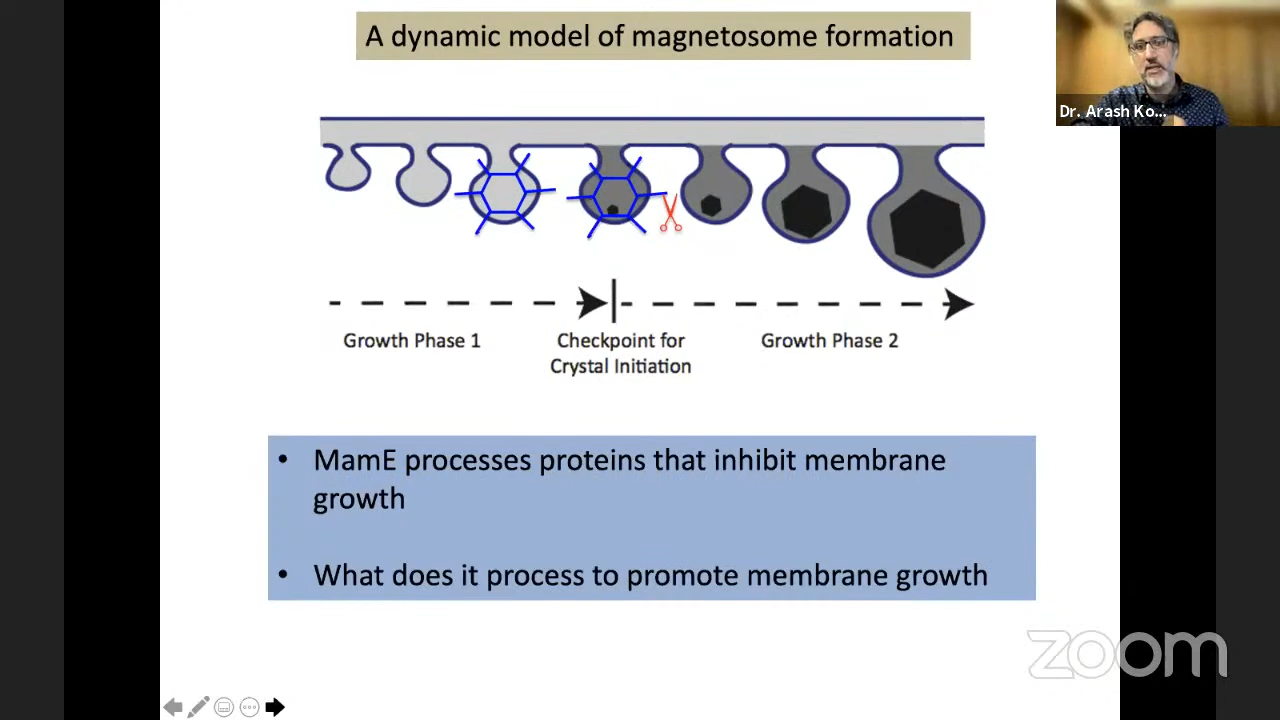 A dynamic model of magnetosome formation
Dr. Arash Ko...
Growth Phase 1
Checkpoint for
Crystal Initiation
Growth Phase 2
• MamE processes proteins that inhibit membrane
growth
• What does it process to promote membrane growth
zoom